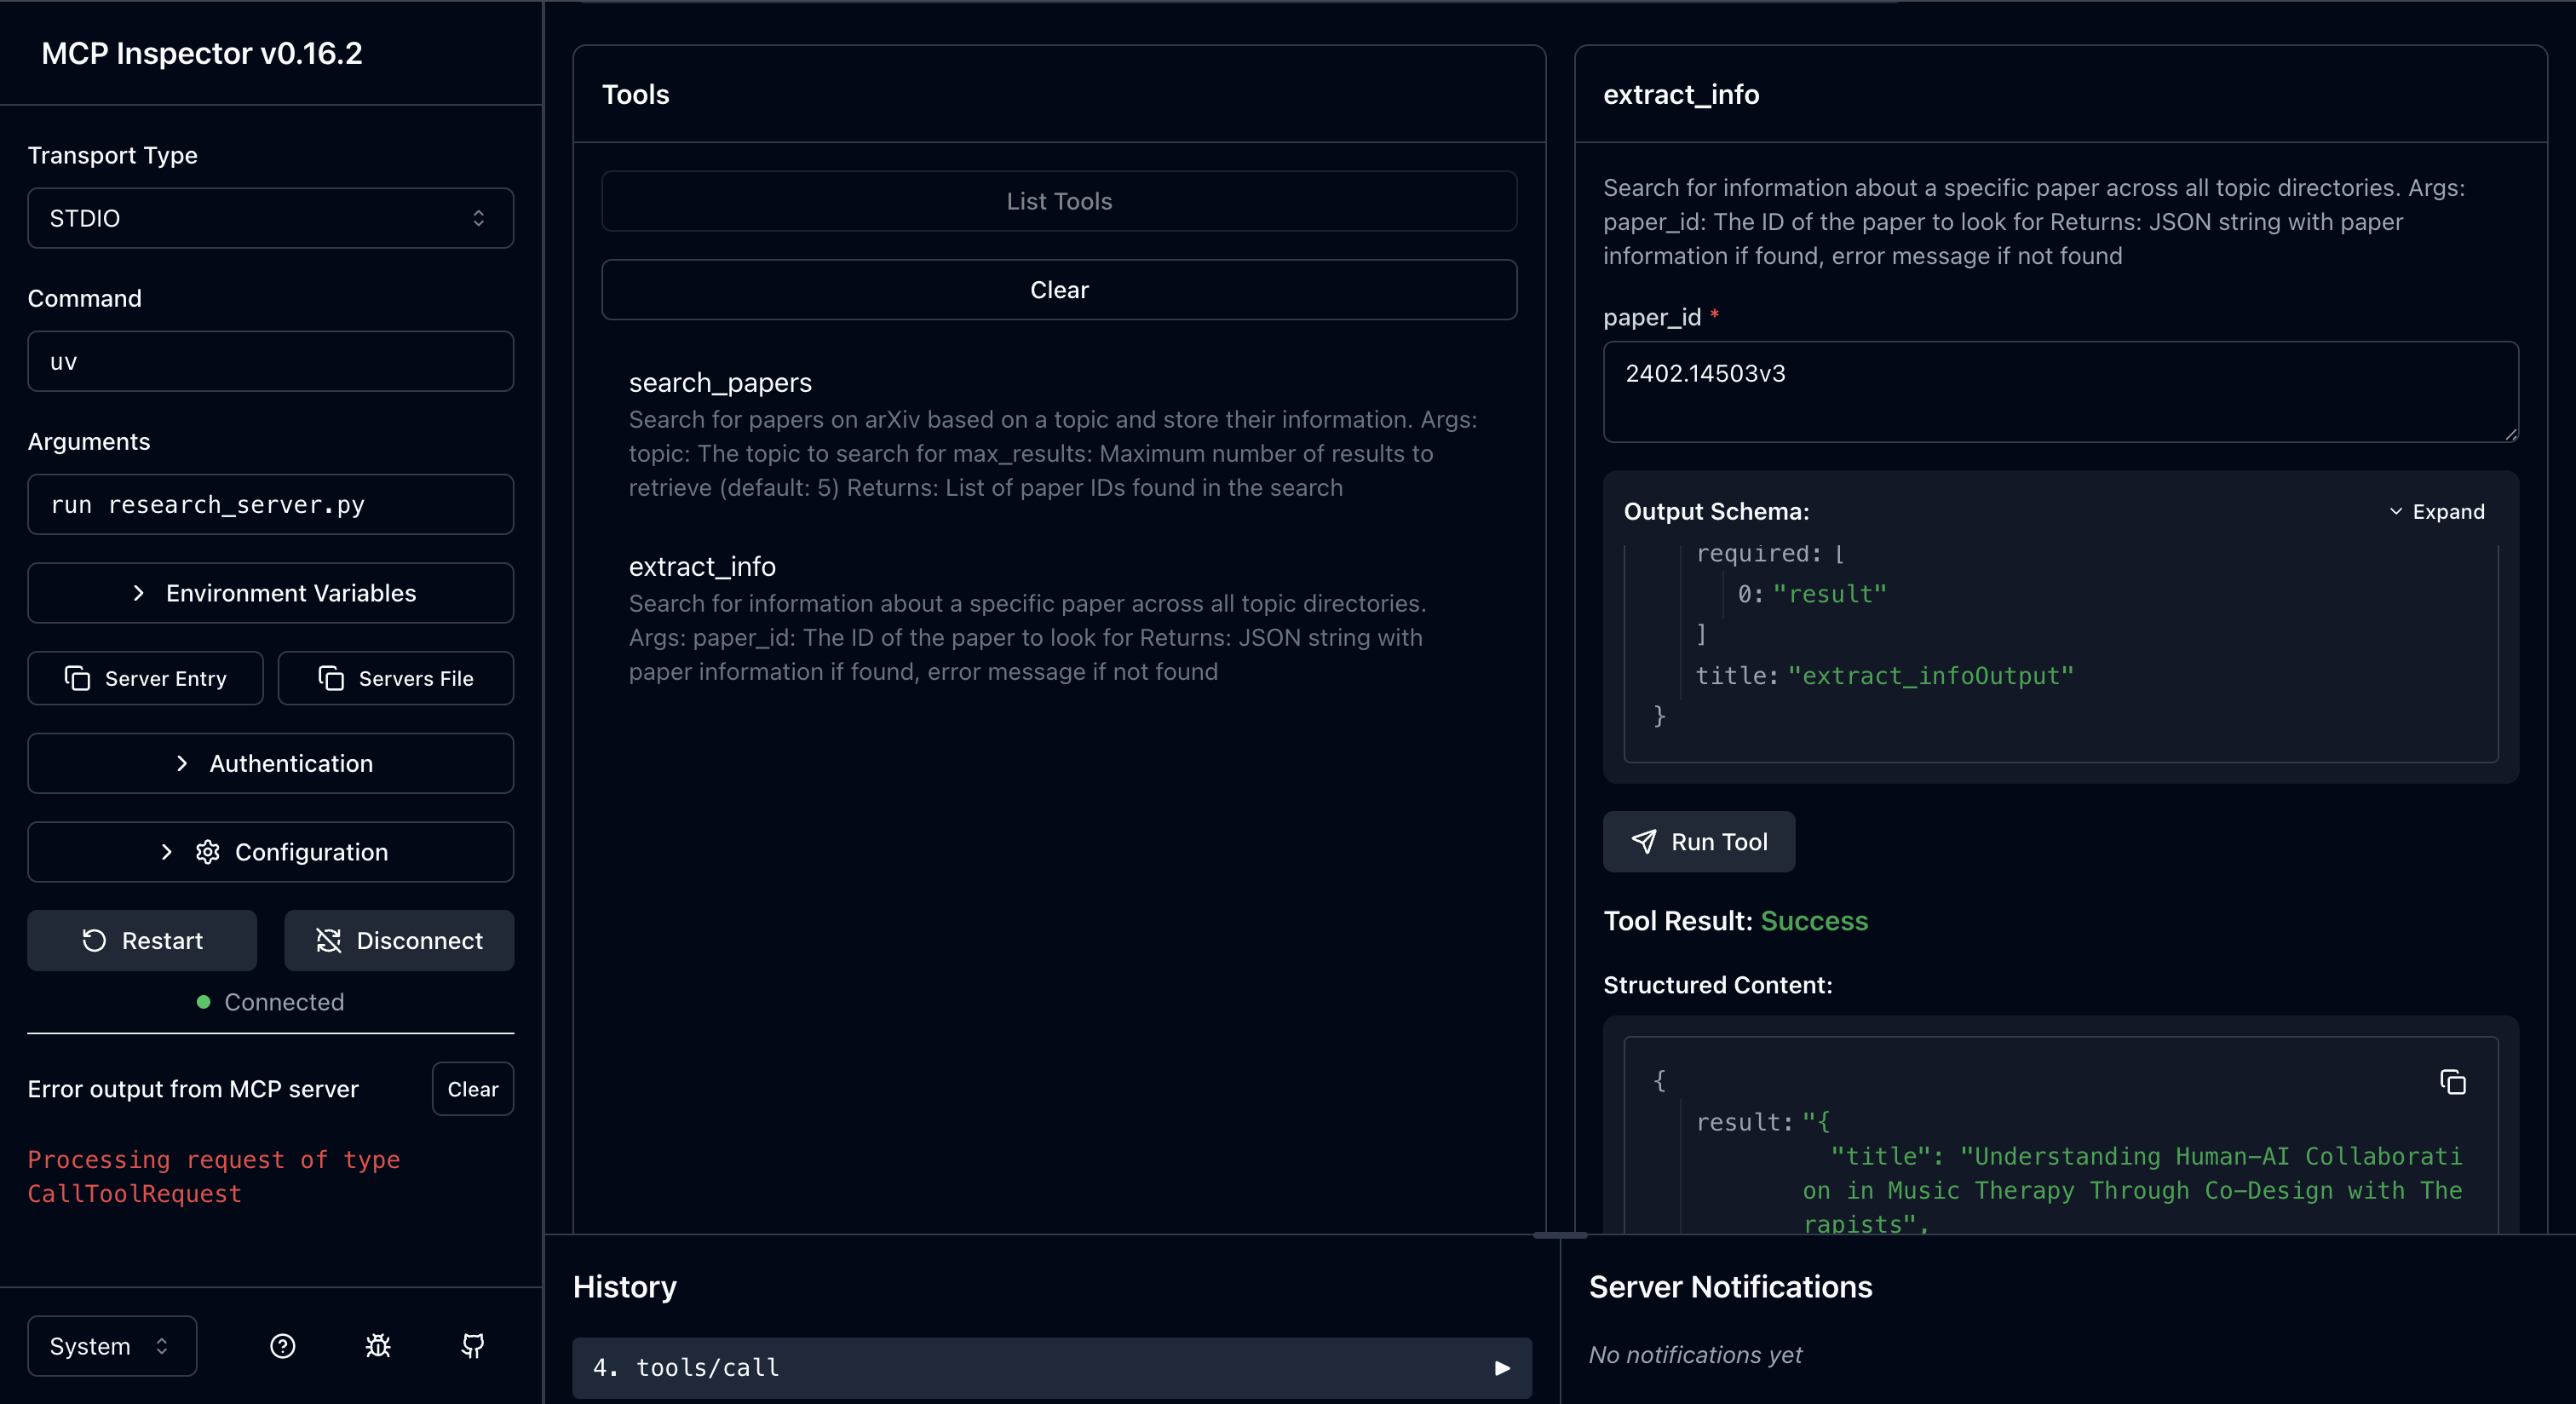 MCP Inspector v0.16.2
Transport Type
STDIO
Command
uv
Arguments
run research_server.py
Environment Variables
Server Entry
Servers File
Authentication
Configuration
Restart
Disconnect
Connected
Error output from MCP server
Clear
Processing request of type
CallToolRequest
System
Tools
List Tools
Clear
search_papers
Search for papers on arXiv based on a topic and store their information. Args:
topic: The topic to search for max_results: Maximum number of results to
retrieve (default: 5) Returns: List of paper IDs found in the search
extract_info
Search for information about a specific paper across all topic directories.
Args: paper_id: The ID of the paper to look for Returns: JSON string with
paper information if found, error message if not found
extract_info
Search for information about a specific paper across all topic directories. Args:
paper_id: The ID of the paper to look for Returns: JSON string with paper
information if found, error message if not found
paper_id *
2402.14503v3
Output Schema:
Expand
required: [
0: "result"
]
title: "extract_infoOutput"
}
Run Tool
Tool Result: Success
Structured Content:
{
result: "{
"title": "Understanding Human-AI Collaborati
on in Music Therapy Through Co-Design with The
rapists",
History
4. tools/call
Server Notifications
No notifications yet